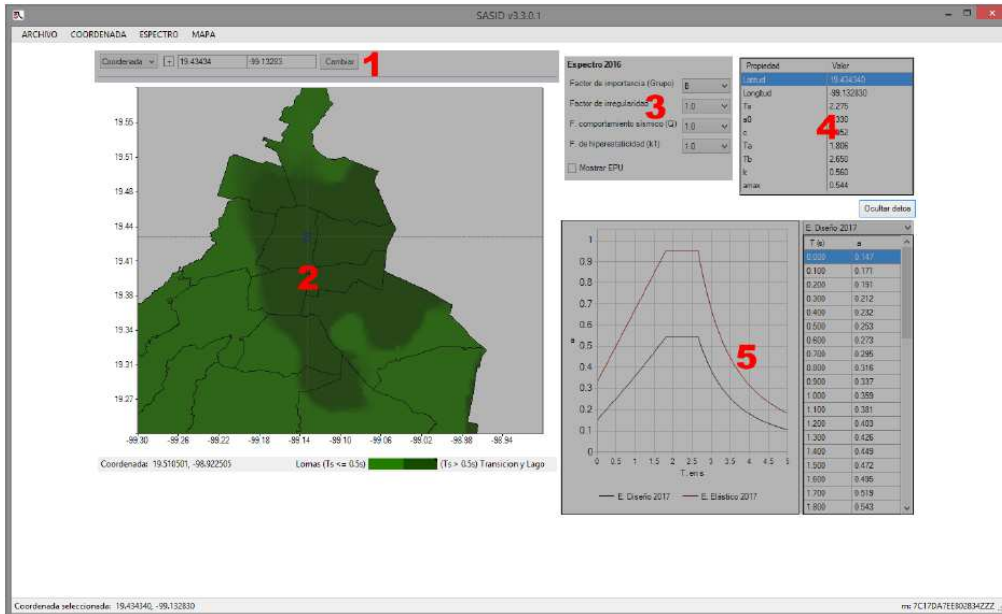 SASID v3.3.0.1
ARCHIVO COORDENADA ESPECTRO MAPA
Coordenada + 19.43434 -99.13283 Cambiar
1
19.55
19.51
19.48
19.44
19.41
19.38
19.34
19.31
19.27
-99.30 -99.26 -99.22 -99.18 -99.14 -99.10 -99.06 -99.02 -98.98 -98.94
2
Coordenada: 19.510501, -98.922505 Lomas (Ts <= 0.5s) (Ts > 0.5s) Transicion y Lago
Espectro 2016
Factor de importancia (Grupo) B
Factor de irregularidad 1.0
3
F. comportamiento sísmico (Q) 1.0
F. de hiperestaticidad (k1) 1.0
Mostrar EPU
Propiedad Valor
Latitud 19.434340
Longitud -99.132830
Ts 2.275
a0
c
4
Ta 1.806
Tb 2.658
k 0.560
amax 0.544
Ocultar datos
1
0.9
0.8
0.7
0.6
a 0.5
0.4
0.3
0.2
0.1
0
5
0 0.5 1 1.5 2 2.5 3 3.5 4 4.5 5
T. en s
E. Diseño 2017 E. Elástico 2017
E. Diseño 2017
T (s) a
0.000 0.147
0.100 0.171
0.200 0.191
0.300 0.212
0.400 0.232
0.500 0.253
0.600 0.273
0.700 0.295
0.800 0.316
0.900 0.337
1.000 0.359
1.100 0.381
1.200 0.403
1.300 0.426
1.400 0.449
1.500 0.472
1.600 0.495
1.700 0.519
1.800 0.543
Coordenada seleccionada: 19.434340, -99.132830